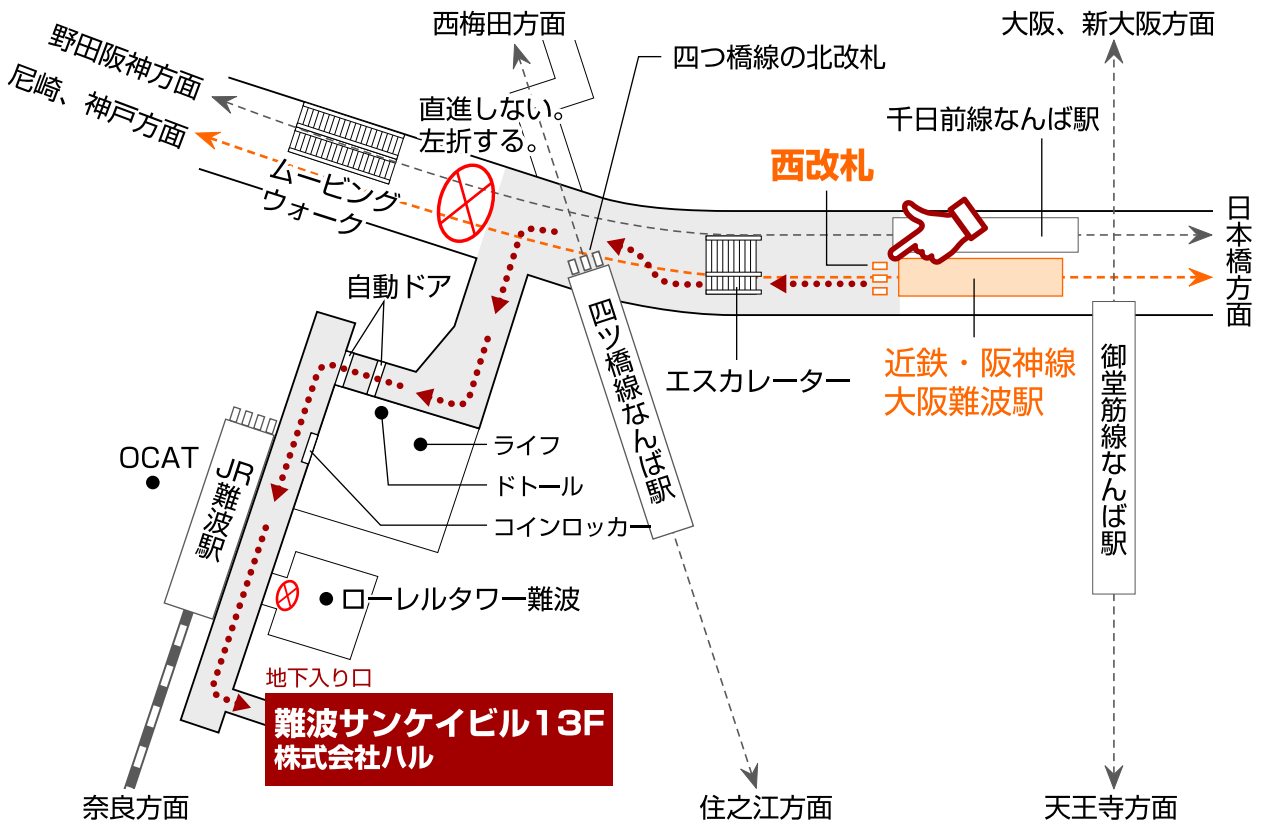 西梅田方面
大阪、新大阪方面
野田阪神方面
尼崎、神戸方面
四つ橋線の北改札
直進しない。
左折する。
千日前線なんば駅
西改札
ムービング
ウォーク
日本橋方面
自動ドア
四ツ橋線なんば駅
エスカレーター
近鉄・阪神線
大阪難波駅
御堂筋線なんば駅
OCAT
JR難波駅
ライフ
ドトール
コインロッカー
ローレルタワー難波
地下入り口
難波サンケイビル13F
株式会社ハル
奈良方面
住之江方面
天王寺方面